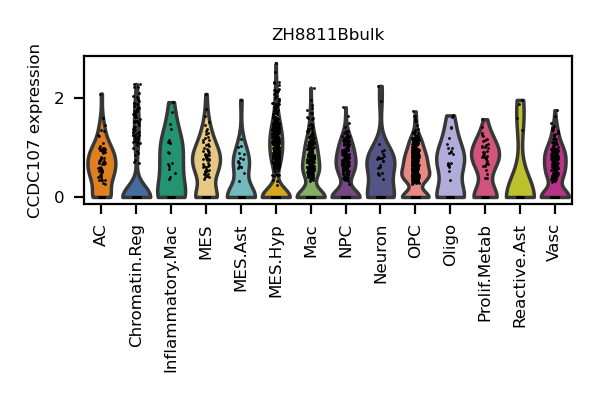 ZH8811Bbulk
CCDC107 expression
2
0
AC
Chromatin.Reg
Inflammatory.Mac
MES
MES.Ast
MES.Hyp
Mac
NPC
Neuron
OPC
Oligo
Prolif.Metab
Reactive.Ast
Vasc